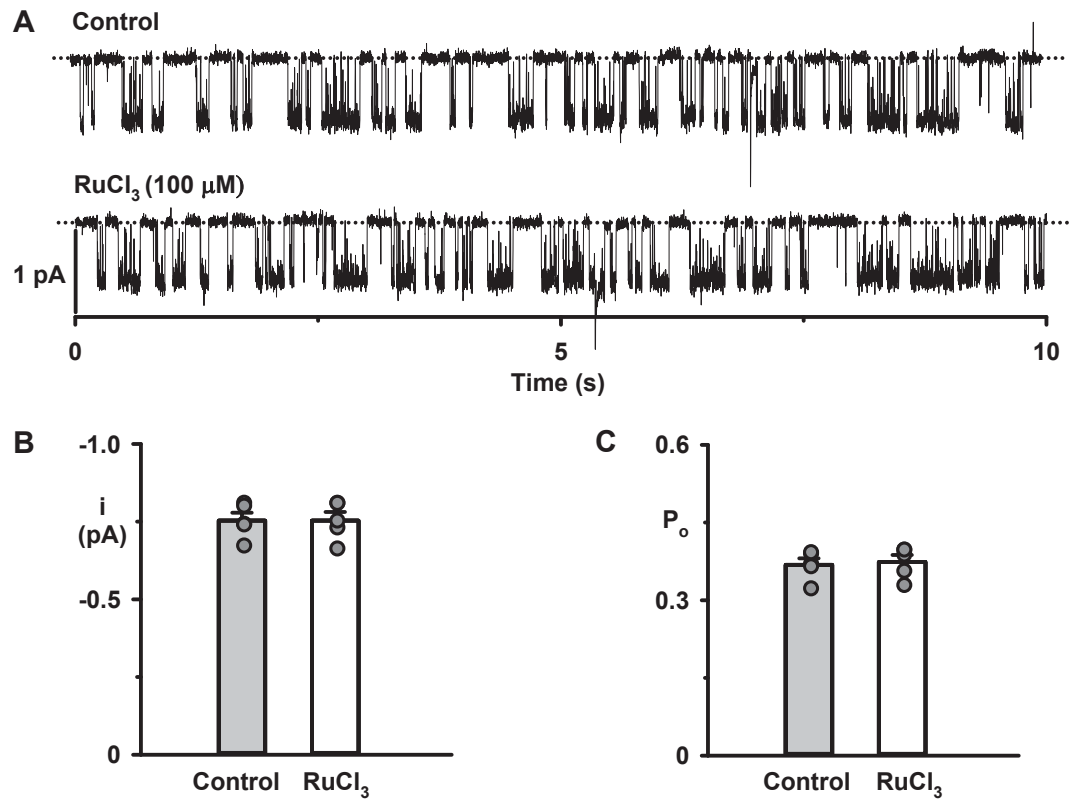 A
Control
RuCl3 (100 μM)
1 pA
0 5 10
Time (s)
B
-1.0
i
(pA)
-0.5
0
Control RuCl3
C
0.6
Po
0.3
0
Control RuCl3